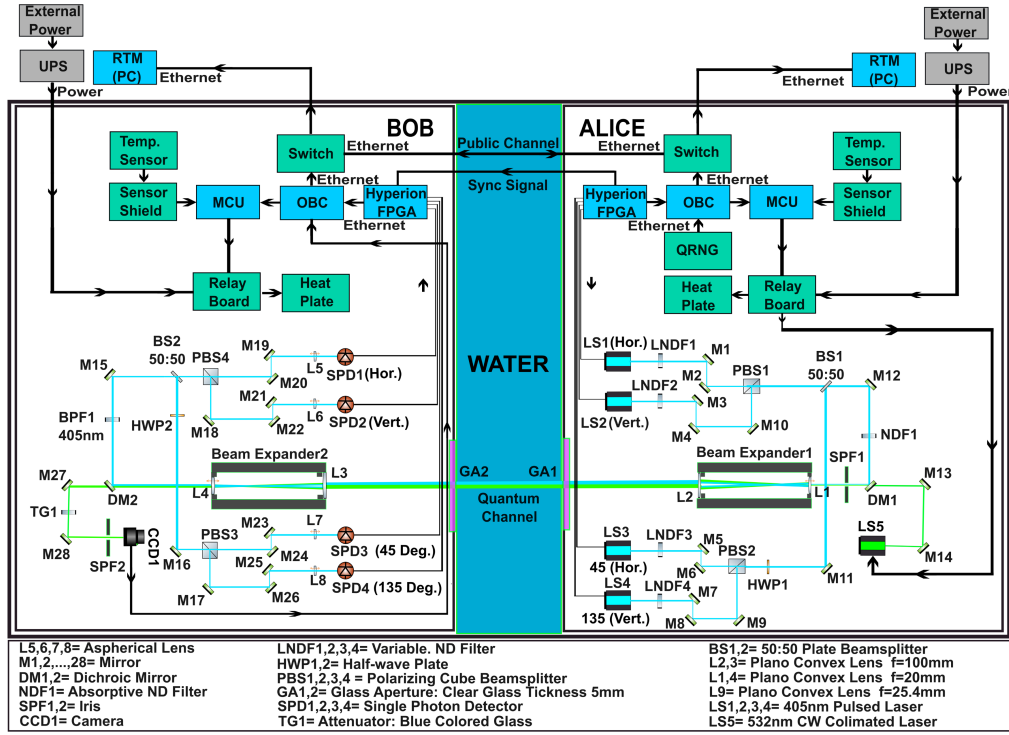 External
Power
UPS
Power
RTM
(PC)
Ethernet
External
Power
UPS
Power
RTM
(PC)
Ethernet
BOB
Temp.
Sensor
Sensor
Shield
MCU
Switch
Ethernet
Ethernet
OBC
Hyperion
FPGA
Ethernet
Relay
Board
Heat
Plate
Public Channel
Sync Signal
WATER
GA2
GA1
Quantum
Channel
ALICE
Ethernet
Switch
Ethernet
Hyperion
FPGA
Ethernet
OBC
MCU
Temp.
Sensor
Sensor
Shield
QRNG
Heat
Plate
Relay
Board
M15
BS2
50:50
PBS4
M19
L5
SPD1(Hor.)
M20
M21
BPF1
405nm
HWP2
M18
M22
L6
SPD2 (Vert.)
M27
Beam Expander2
L3
L4
DM2
TG1
M28
SPF2
CCD1
M16
PBS3
M23
L7
M24
SPD3 (45 Deg.)
M25
L8
M17
M26
SPD4 (135 Deg.)
LS1(Hor.)
LNDF1
M1
BS1
50:50
M2
PBS1
M12
LNDF2
M3
LS2(Vert.)
M4
M10
NDF1
Beam Expander1
SPF1
L2
L1
DM1
M13
LS5
M14
LS3
LNDF3
M5
45 (Hor.)
M6
PBS2
HWP1
M11
LS4
LNDF4
M7
135 (Vert.)
M8
M9
L5,6,7,8= Aspherical Lens
M1,2,...,28= Mirror
DM1,2= Dichroic Mirror
NDF1= Absorptive ND Filter
SPF1,2= Iris
CCD1= Camera
LNDF1,2,3,4= Variable. ND Filter
HWP1,2= Half-wave Plate
PBS1,2,3,4 = Polarizing Cube Beamsplitter
GA1,2= Glass Aperture: Clear Glass Tickness 5mm
SPD1,2,3,4= Single Photon Detector
TG1= Attenuator: Blue Colored Glass
BS1,2= 50:50 Plate Beamsplitter
L2,3= Plano Convex Lens  f=100mm
L1,4= Plano Convex Lens  f=20mm
L9= Plano Convex Lens  f=25.4mm
LS1,2,3,4= 405nm Pulsed Laser
LS5= 532nm CW Colimated Laser